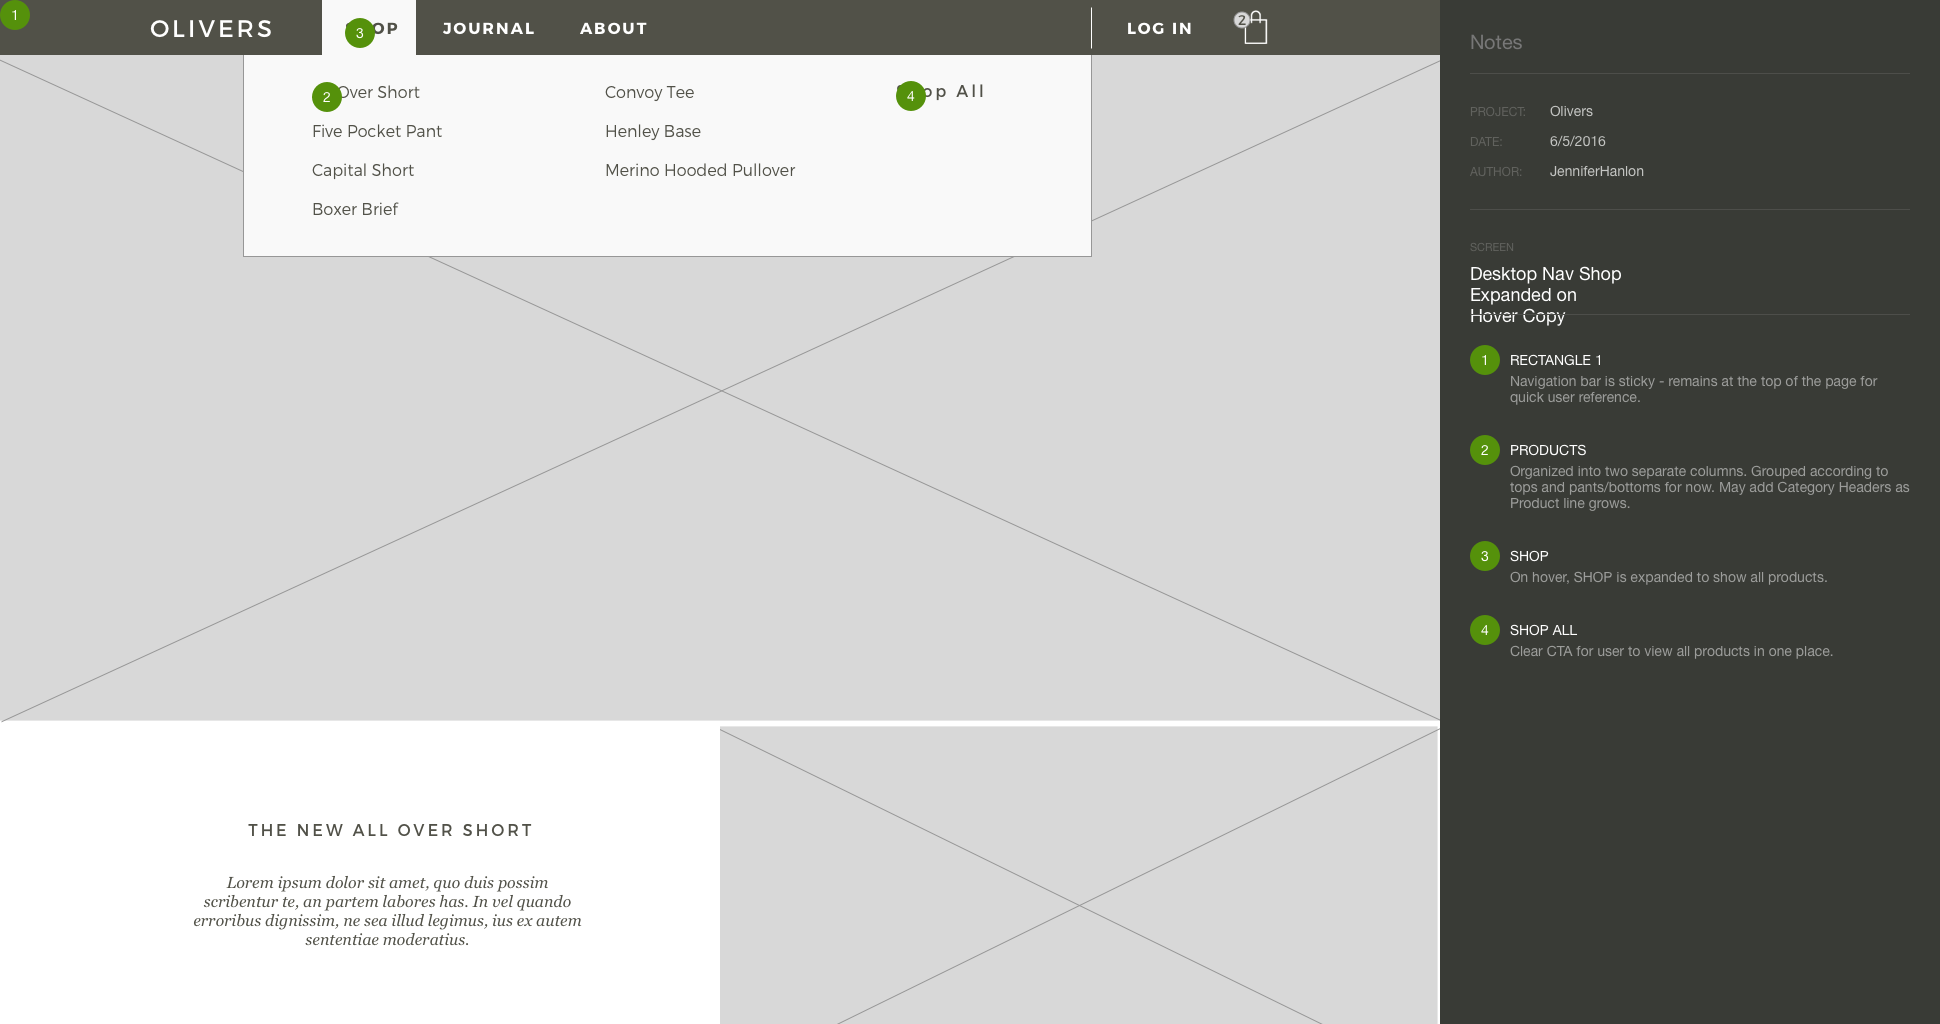 1
OLIVERS
3 OP
JOURNAL
ABOUT
LOG IN
2
2 Over Short
Five Pocket Pant
Capital Short
Boxer Brief
Convoy Tee
Henley Base
Merino Hooded Pullover
4 op All
THE NEW ALL OVER SHORT
Lorem ipsum dolor sit amet, quo duis possim
scribentur te, an partem labores has. In vel quando
erroribus dignissim, ne sea illud legimus, ius ex autem
sententiae moderatius.
Notes
PROJECT: Olivers
DATE: 6/5/2016
AUTHOR: JenniferHanlon
SCREEN
Desktop Nav Shop
Expanded on
Hover Copy
1 RECTANGLE 1
Navigation bar is sticky - remains at the top of the page for
quick user reference.
2 PRODUCTS
Organized into two separate columns. Grouped according to
tops and pants/bottoms for now. May add Category Headers as
Product line grows.
3 SHOP
On hover, SHOP is expanded to show all products.
4 SHOP ALL
Clear CTA for user to view all products in one place.